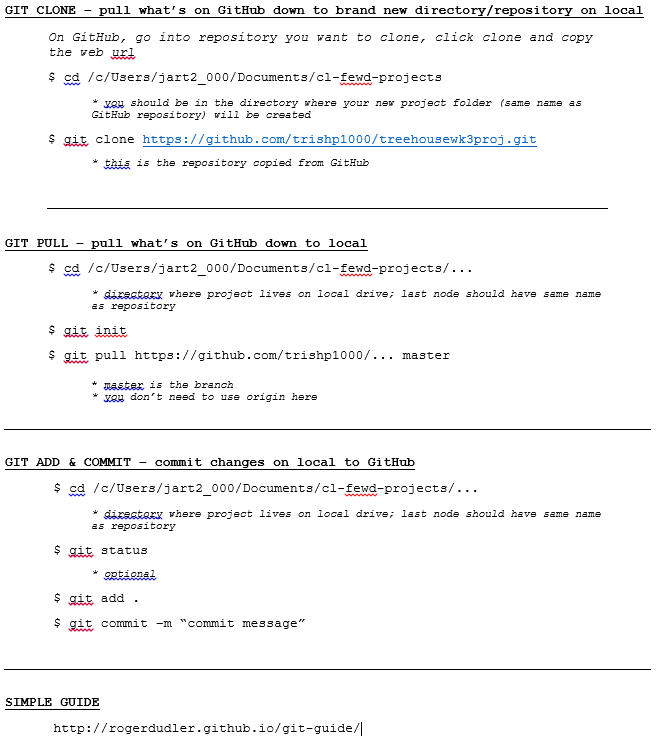 GIT CLONE – pull what’s on GitHub down to brand new directory/repository on local
On GitHub, go into repository you want to clone, click clone and copy
the web url
$ cd /c/Users/jart2_000/Documents/cl-fewd-projects
* you should be in the directory where your new project folder (same name as
GitHub repository) will be created
$ git clone https://github.com/trishp1000/treehousewk3proj.git
* this is the repository copied from GitHub
GIT PULL – pull what’s on GitHub down to local
$ cd /c/Users/jart2_000/Documents/cl-fewd-projects/...
* directory where project lives on local drive; last node should have same name
as repository
$ git init
$ git pull https://github.com/trishp1000/... master
* master is the branch
* you don’t need to use origin here
GIT ADD & COMMIT – commit changes on local to GitHub
$ cd /c/Users/jart2_000/Documents/cl-fewd-projects/...
* directory where project lives on local drive; last node should have same name
as repository
$ git status
* optional
$ git add .
$ git commit –m “commit message”
SIMPLE GUIDE
http://rogerdudler.github.io/git-guide/